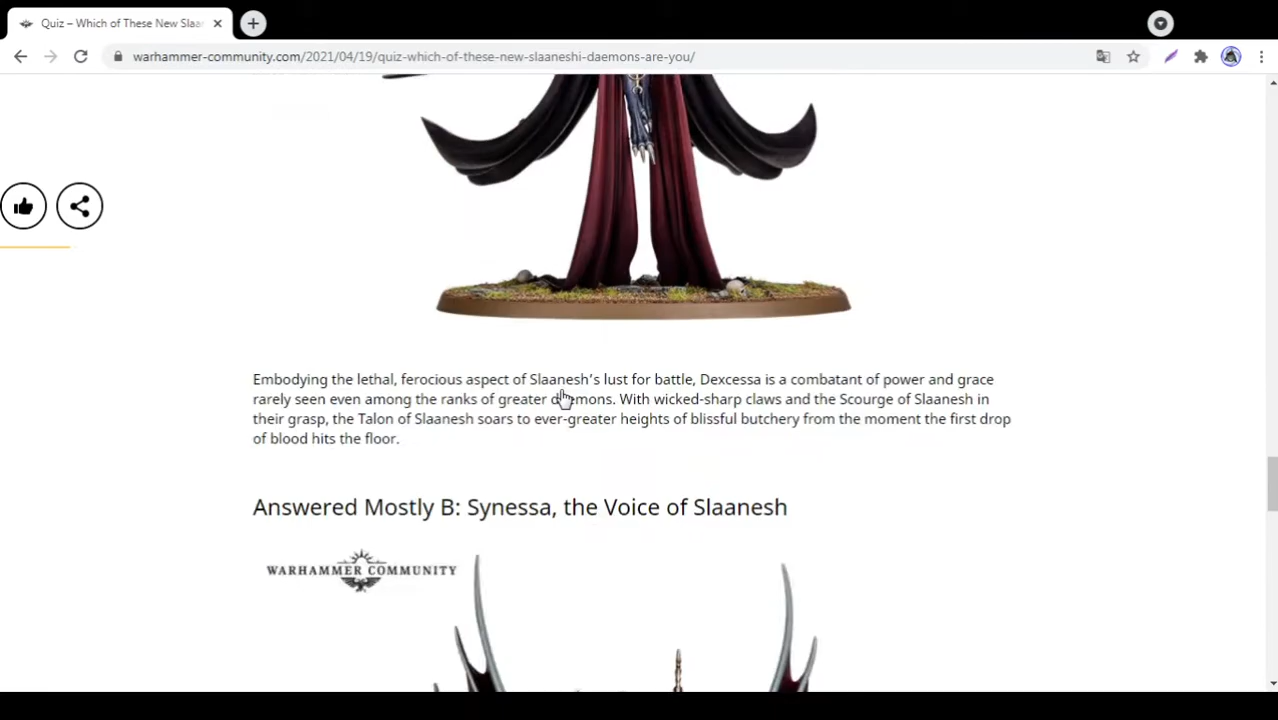 Quiz – Which of These New Slaa
warhammer-community.com/2021/04/19/quiz-which-of-these-new-slaaneshi-daemons-are-you/
Embodying the lethal, ferocious aspect of Slaanesh’s lust for battle, Dexcessa is a combatant of power and grace
rarely seen even among the ranks of greater daemons. With wicked-sharp claws and the Scourge of Slaanesh in
their grasp, the Talon of Slaanesh soars to ever-greater heights of blissful butchery from the moment the first drop
of blood hits the floor.
Answered Mostly B: Synessa, the Voice of Slaanesh
WARHAMMER COMMUNITY